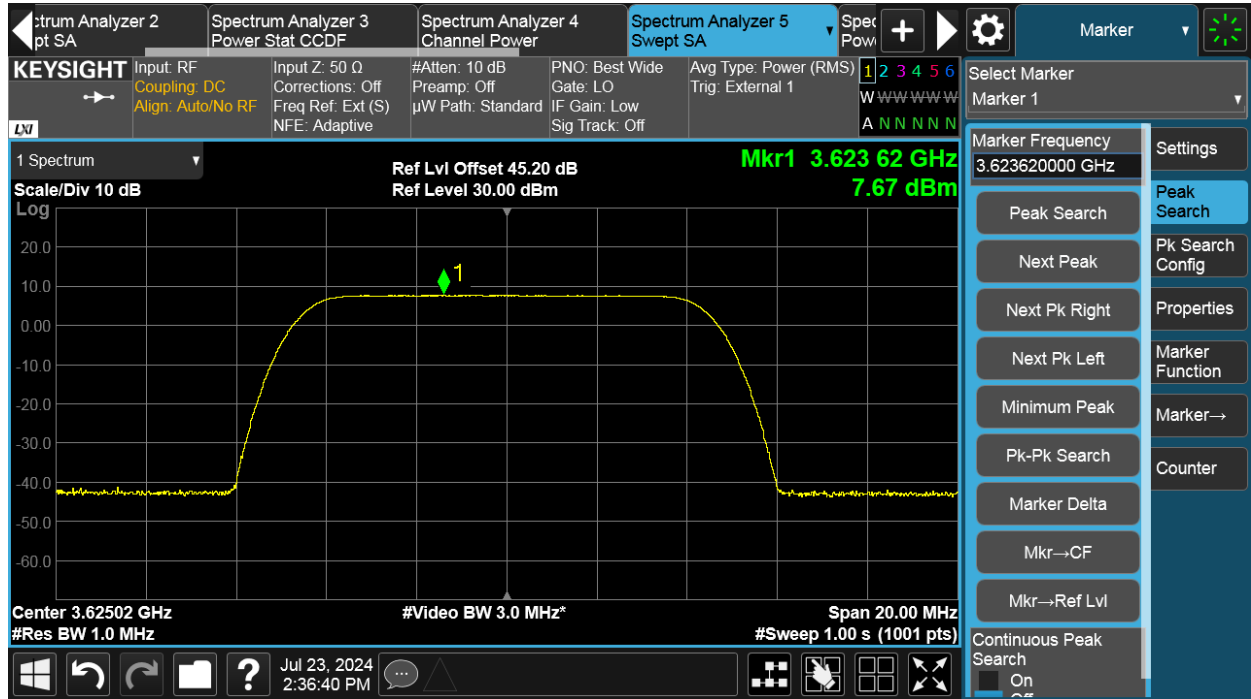 ctrum Analyzer 2
pt SA
Spectrum Analyzer 3
Power Stat CCDF
Spectrum Analyzer 4
Channel Power
Spectrum Analyzer 5
Swept SA
Spec
Pow
+
Marker
KEYSIGHT
LXI
Input: RF
Coupling: DC
Align: Auto/No RF
Input Z: 50 Ω
Corrections: Off
Freq Ref: Ext (S)
NFE: Adaptive
#Atten: 10 dB
Preamp: Off
µW Path: Standard
PNO: Best Wide
Gate: LO
IF Gain: Low
Sig Track: Off
Avg Type: Power (RMS)
Trig: External 1
1 2 3 4 5 6
W W W W W W
A N N N N N
Select Marker
Marker 1
1 Spectrum
Scale/Div 10 dB
Log
Ref Lvl Offset 45.20 dB
Ref Level 30.00 dBm
Mkr1 3.623 62 GHz
7.67 dBm
1
20.0
10.0
0.00
-10.0
-20.0
-30.0
-40.0
-50.0
-60.0
Center 3.62502 GHz
#Res BW 1.0 MHz
#Video BW 3.0 MHz*
Span 20.00 MHz
#Sweep 1.00 s (1001 pts)
Marker Frequency
3.623620000 GHz
Peak Search
Next Peak
Next Pk Right
Next Pk Left
Minimum Peak
Pk-Pk Search
Marker Delta
Mkr→CF
Mkr→Ref Lvl
Continuous Peak
Search
On
Off
Settings
Peak
Search
Pk Search
Config
Properties
Marker
Function
Marker→
Counter
?
Jul 23, 2024
2:36:40 PM